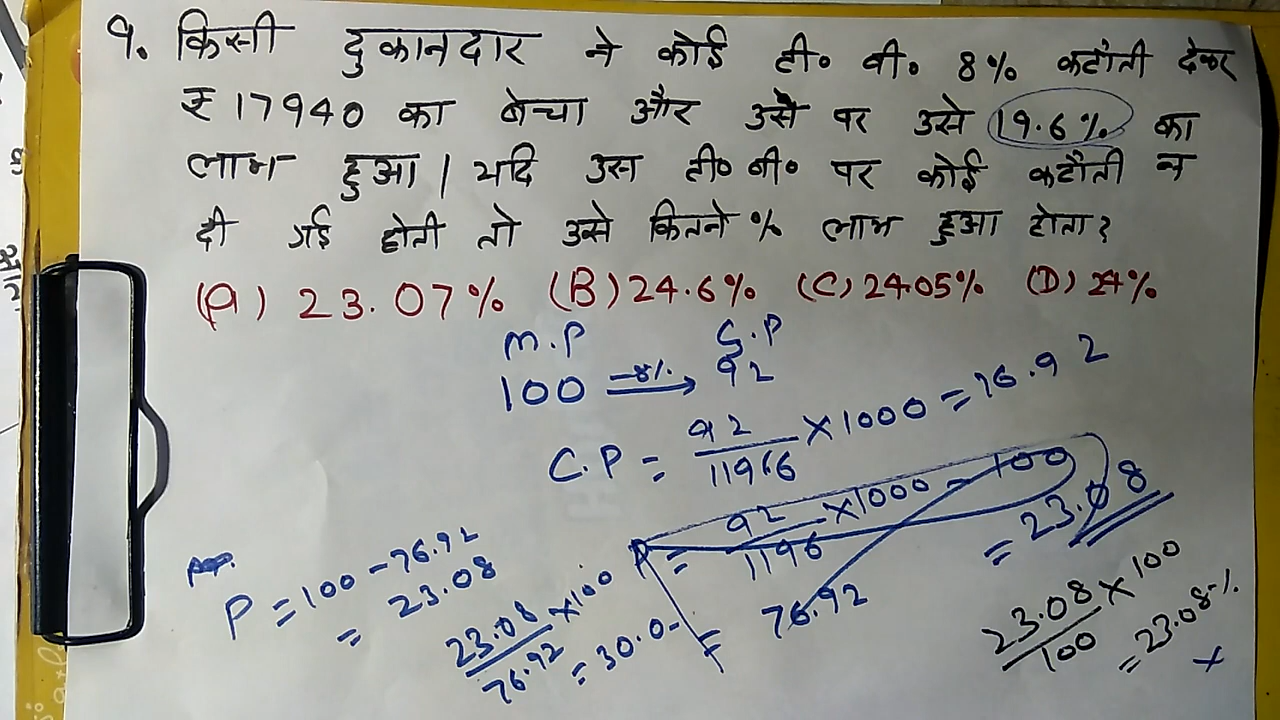 9. किसी दुकानदार ने कोई टी० वी० 8% कटौती देकर
₹17940 का बेचा और उसे पर उसे 19.6% का
लाभ हुआ। यदि उस टी० वी० पर कोई कटौती न
दी गई होती तो उसे कितने % लाभ हुआ होता?
(A) 23.07% (B) 24.6% (C) 24.05% (D) 24%
M.P S.P
100 -8% → 92
C.P = 92/1196 × 1000 = 76.92
92/1196 × 1000 - 100
= 23.08
76.92
P = 100 - 76.92
= 23.08
23.08/76.92 × 100
= 30.0-
23.08/100 × 100
= 23.08% ×